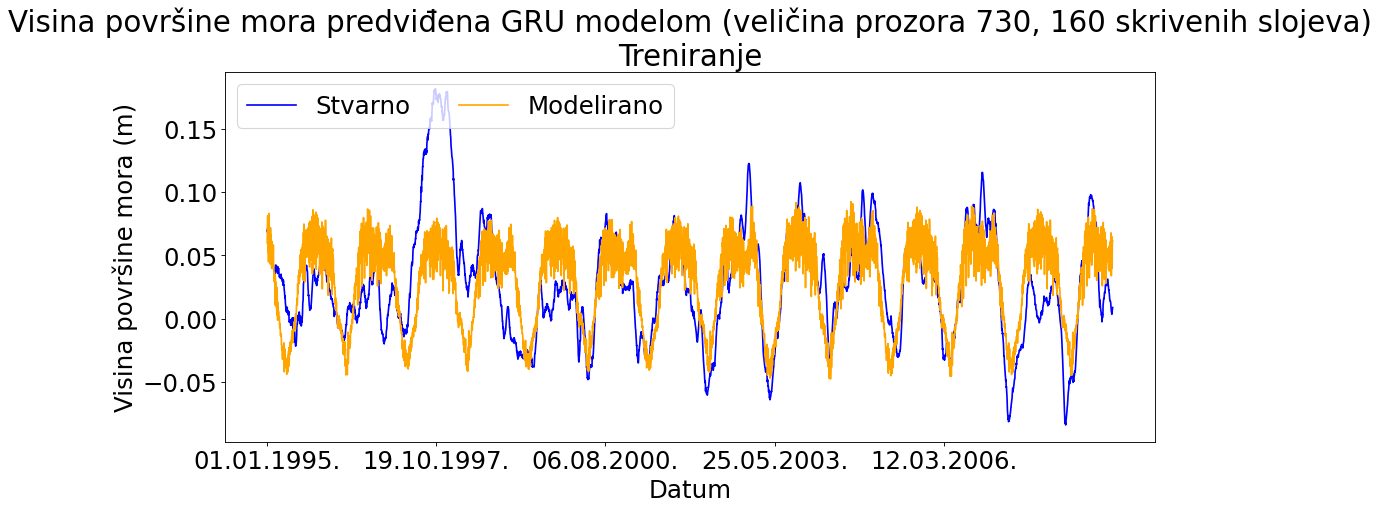 Visina površine mora predviđena GRU modelom (veličina prozora 730, 160 skrivenih slojeva)
Treniranje
Stvarno
Modelirano
Visina površine mora (m)
0.15
0.10
0.05
0.00
−0.05
01.01.1995.
19.10.1997.
06.08.2000.
25.05.2003.
12.03.2006.
Datum